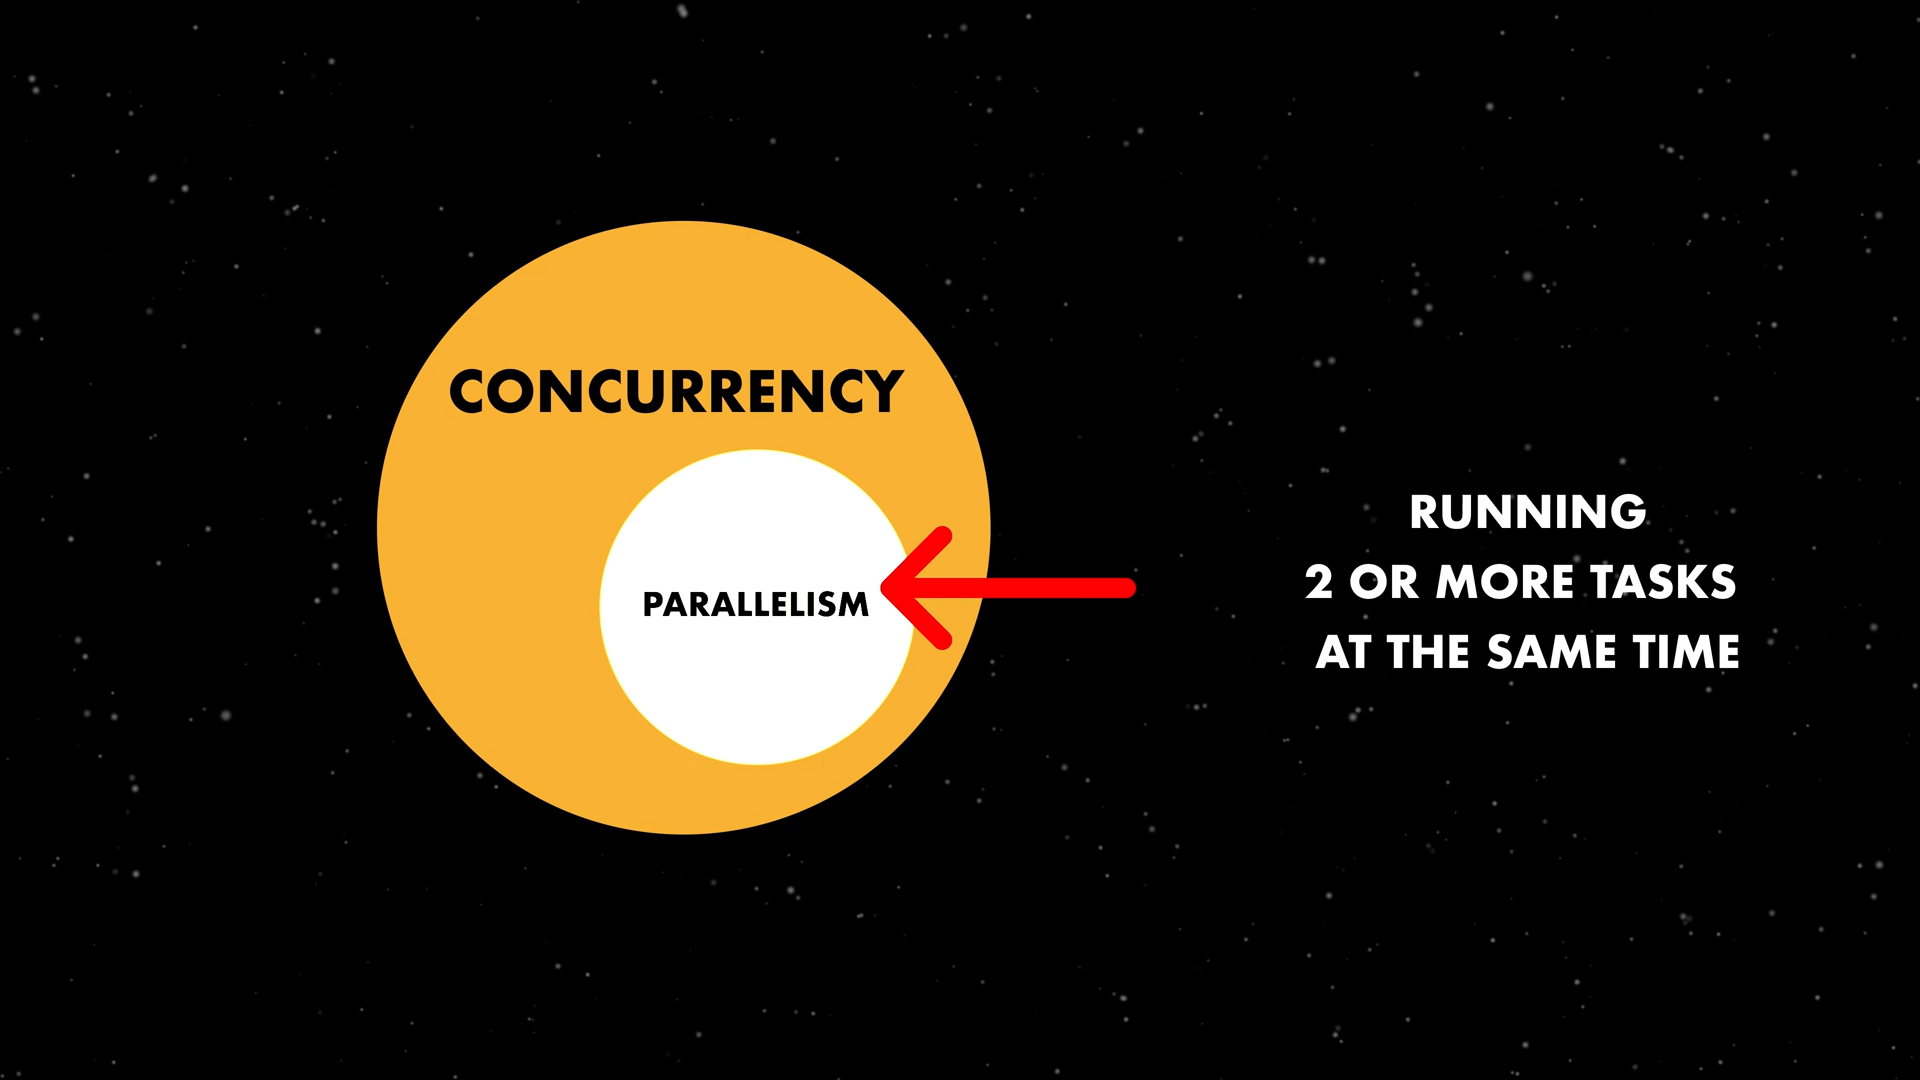 CONCURRENCY
PARALLELISM
RUNNING
2 OR MORE TASKS
AT THE SAME TIME